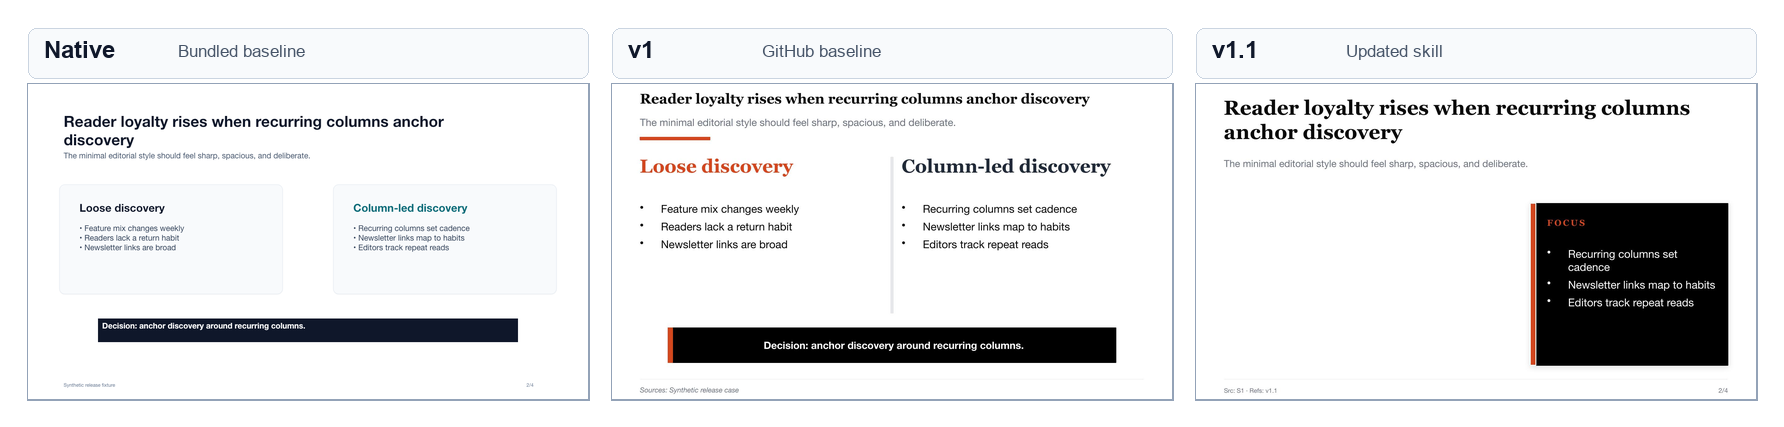 Native Bundled baseline
Reader loyalty rises when recurring columns anchor
discovery
The minimal editorial style should feel sharp, spacious, and deliberate.
Loose discovery
• Feature mix changes weekly
• Readers lack a return habit
• Newsletter links are broad
Column-led discovery
• Recurring columns set cadence
• Newsletter links map to habits
• Editors track repeat reads
Decision: anchor discovery around recurring columns.
Synthetic release fixture 2/4
v1 GitHub baseline
Reader loyalty rises when recurring columns anchor discovery
The minimal editorial style should feel sharp, spacious, and deliberate.
Loose discovery
• Feature mix changes weekly
• Readers lack a return habit
• Newsletter links are broad
Column-led discovery
• Recurring columns set cadence
• Newsletter links map to habits
• Editors track repeat reads
Decision: anchor discovery around recurring columns.
Sources: Synthetic release case
v1.1 Updated skill
Reader loyalty rises when recurring columns
anchor discovery
The minimal editorial style should feel sharp, spacious, and deliberate.
FOCUS
• Recurring columns set
cadence
• Newsletter links map to habits
• Editors track repeat reads
Src: S1 - Refs: v1.1 2/4